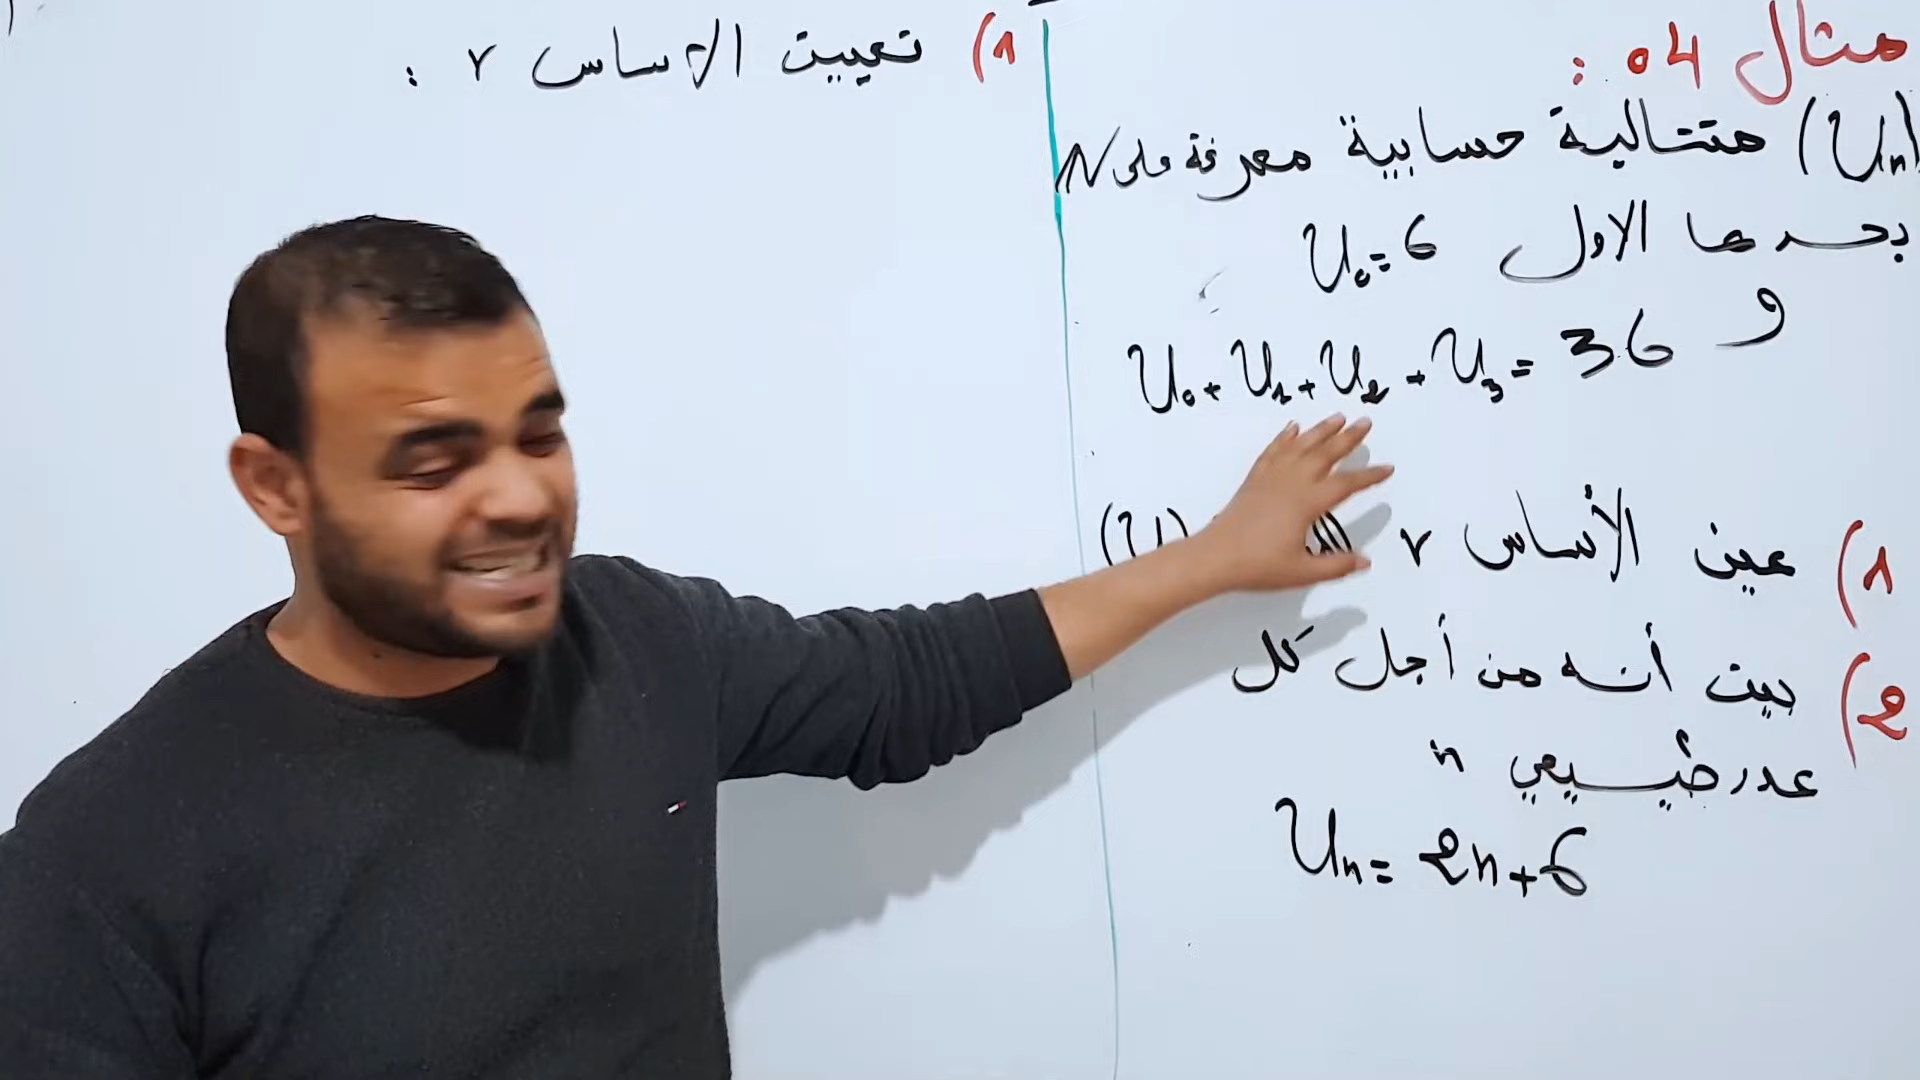 مثال 04 :
(Un) متتالية حسابية معرفة على N
بحدها الأول U0=6
و
U0+U1+U2+U3=36
1) عين الأساس r
2) بين أنه من أجل كل
عدد طبيعي n
Un=2n+6
1) تعيين الاساس r :